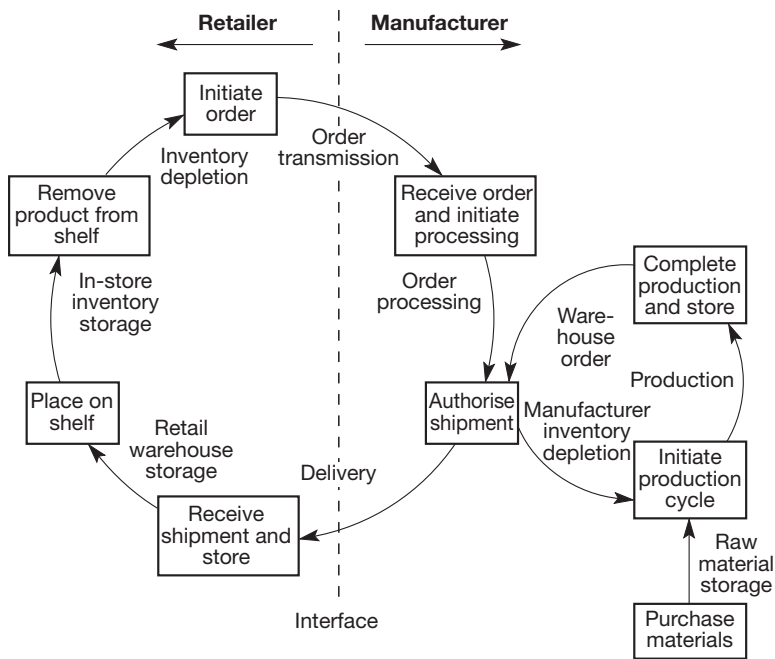 Retailer
Manufacturer
Initiate
order
Order
transmission
Inventory
depletion
Remove
product from
shelf
Receive order
and initiate
processing
In-store
inventory
storage
Order
processing
Complete
production
and store
Ware-
house
order
Production
Place on
shelf
Authorise
shipment
Manufacturer
inventory
depletion
Retail
warehouse
storage
Delivery
Initiate
production
cycle
Receive
shipment and
store
Raw
material
storage
Interface
Purchase
materials